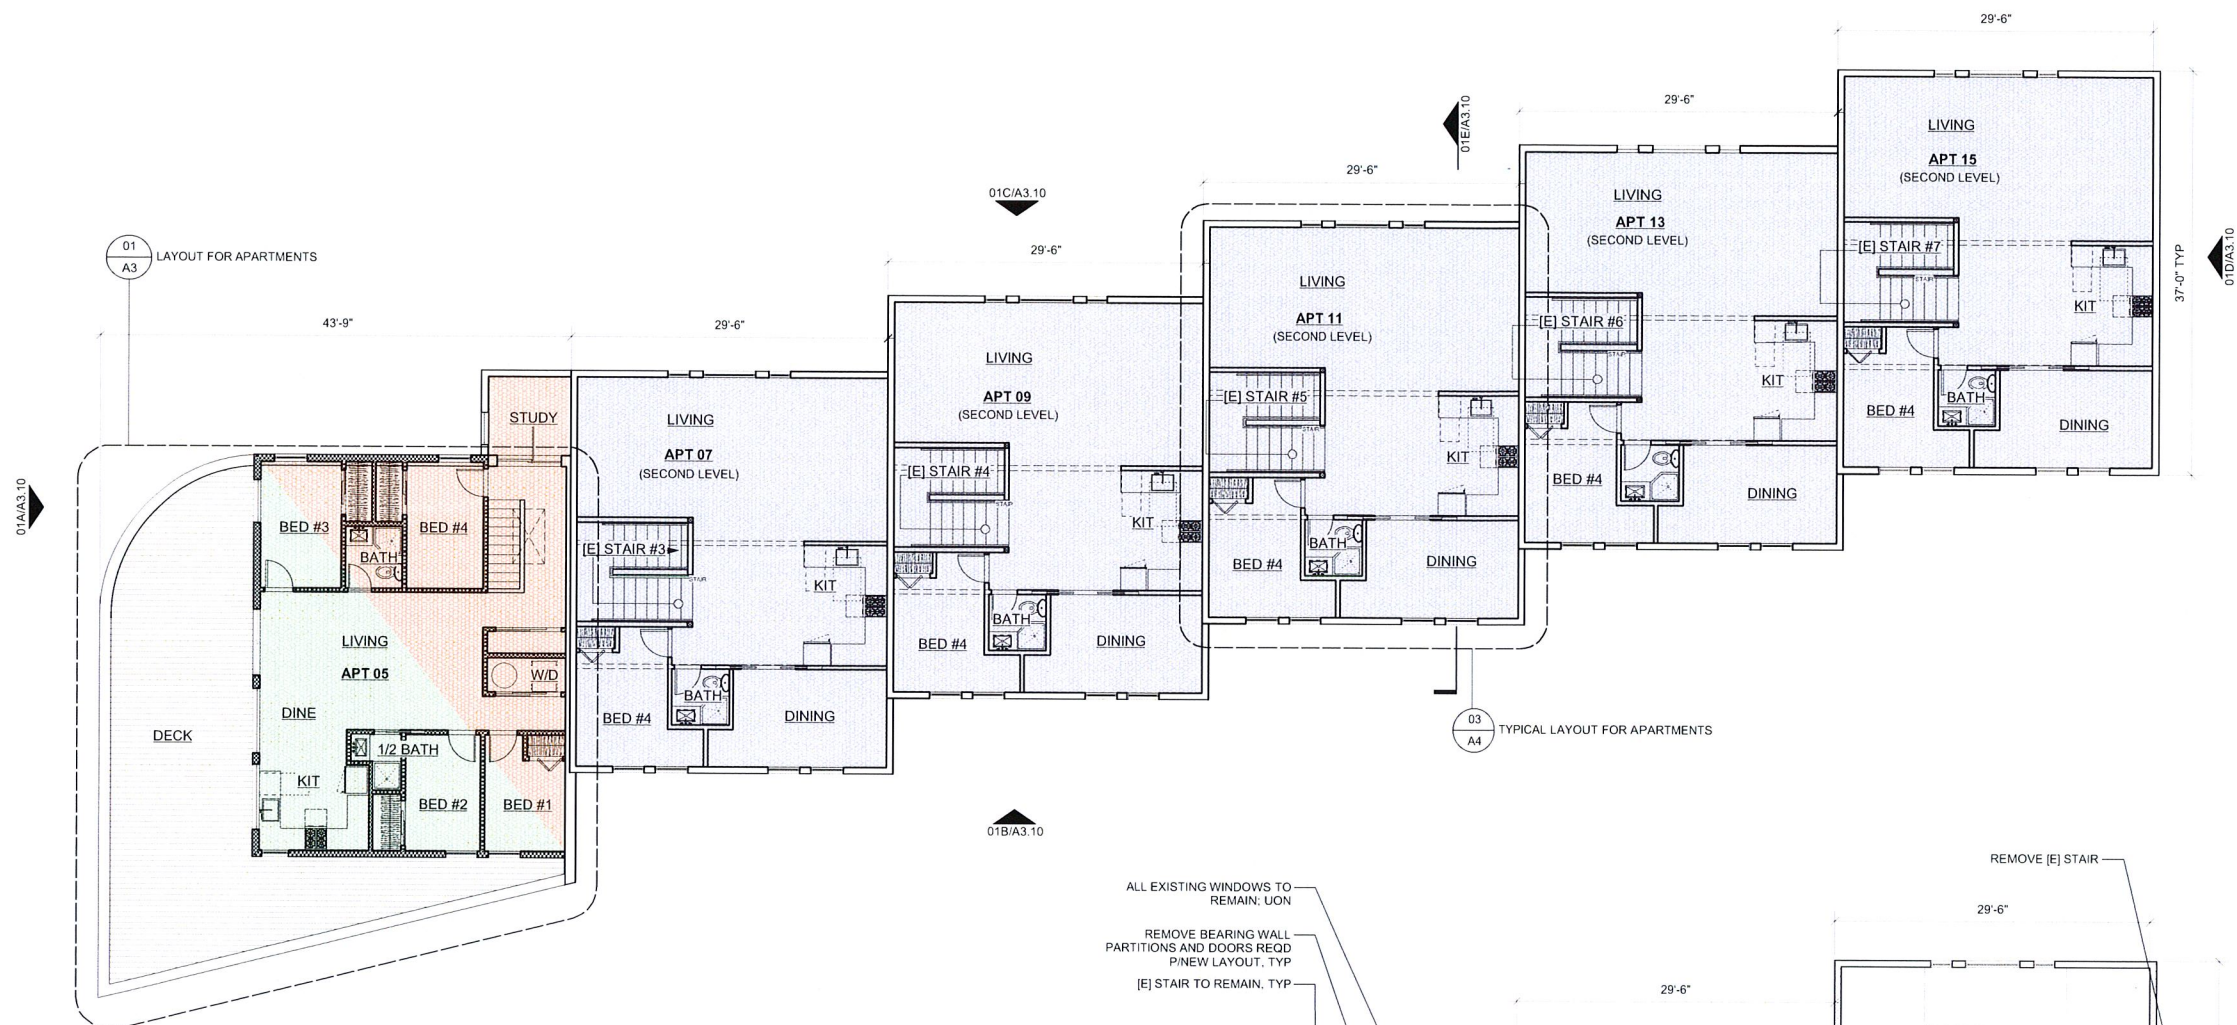 29'-6"
29'-6"
01E/A3.10
LIVING
APT 15
(SECOND LEVEL)
29'-6"
01C/A3.10
LIVING
APT 13
(SECOND LEVEL)
[E] STAIR #7
STAIR
KIT
37'-0" TYP
01D/A3.10
01
A3
LAYOUT FOR APARTMENTS
29'-6"
LIVING
APT 11
(SECOND LEVEL)
[E] STAIR #6
STAIR
KIT
BED #4
BATH
DINING
43'-9"
29'-6"
LIVING
APT 09
(SECOND LEVEL)
[E] STAIR #5
STAIR
KIT
BED #4
DINING
STUDY
LIVING
APT 07
(SECOND LEVEL)
[E] STAIR #4
STAIR
KIT
BED #4
BATH
DINING
01A/A3.10
BED #3
BED #4
BATH
[E] STAIR #3
STAIR
KIT
BED #4
BATH
DINING
LIVING
APT 05
W/D
DINE
DECK
1/2 BATH
KIT
BED #2
BED #1
BED #4
BATH
DINING
03
A4
TYPICAL LAYOUT FOR APARTMENTS
01B/A3.10
ALL EXISTING WINDOWS TO
REMAIN; UON
REMOVE BEARING WALL
PARTITIONS AND DOORS REQD
P/NEW LAYOUT, TYP
[E] STAIR TO REMAIN, TYP
REMOVE [E] STAIR
29'-6"
29'-6"